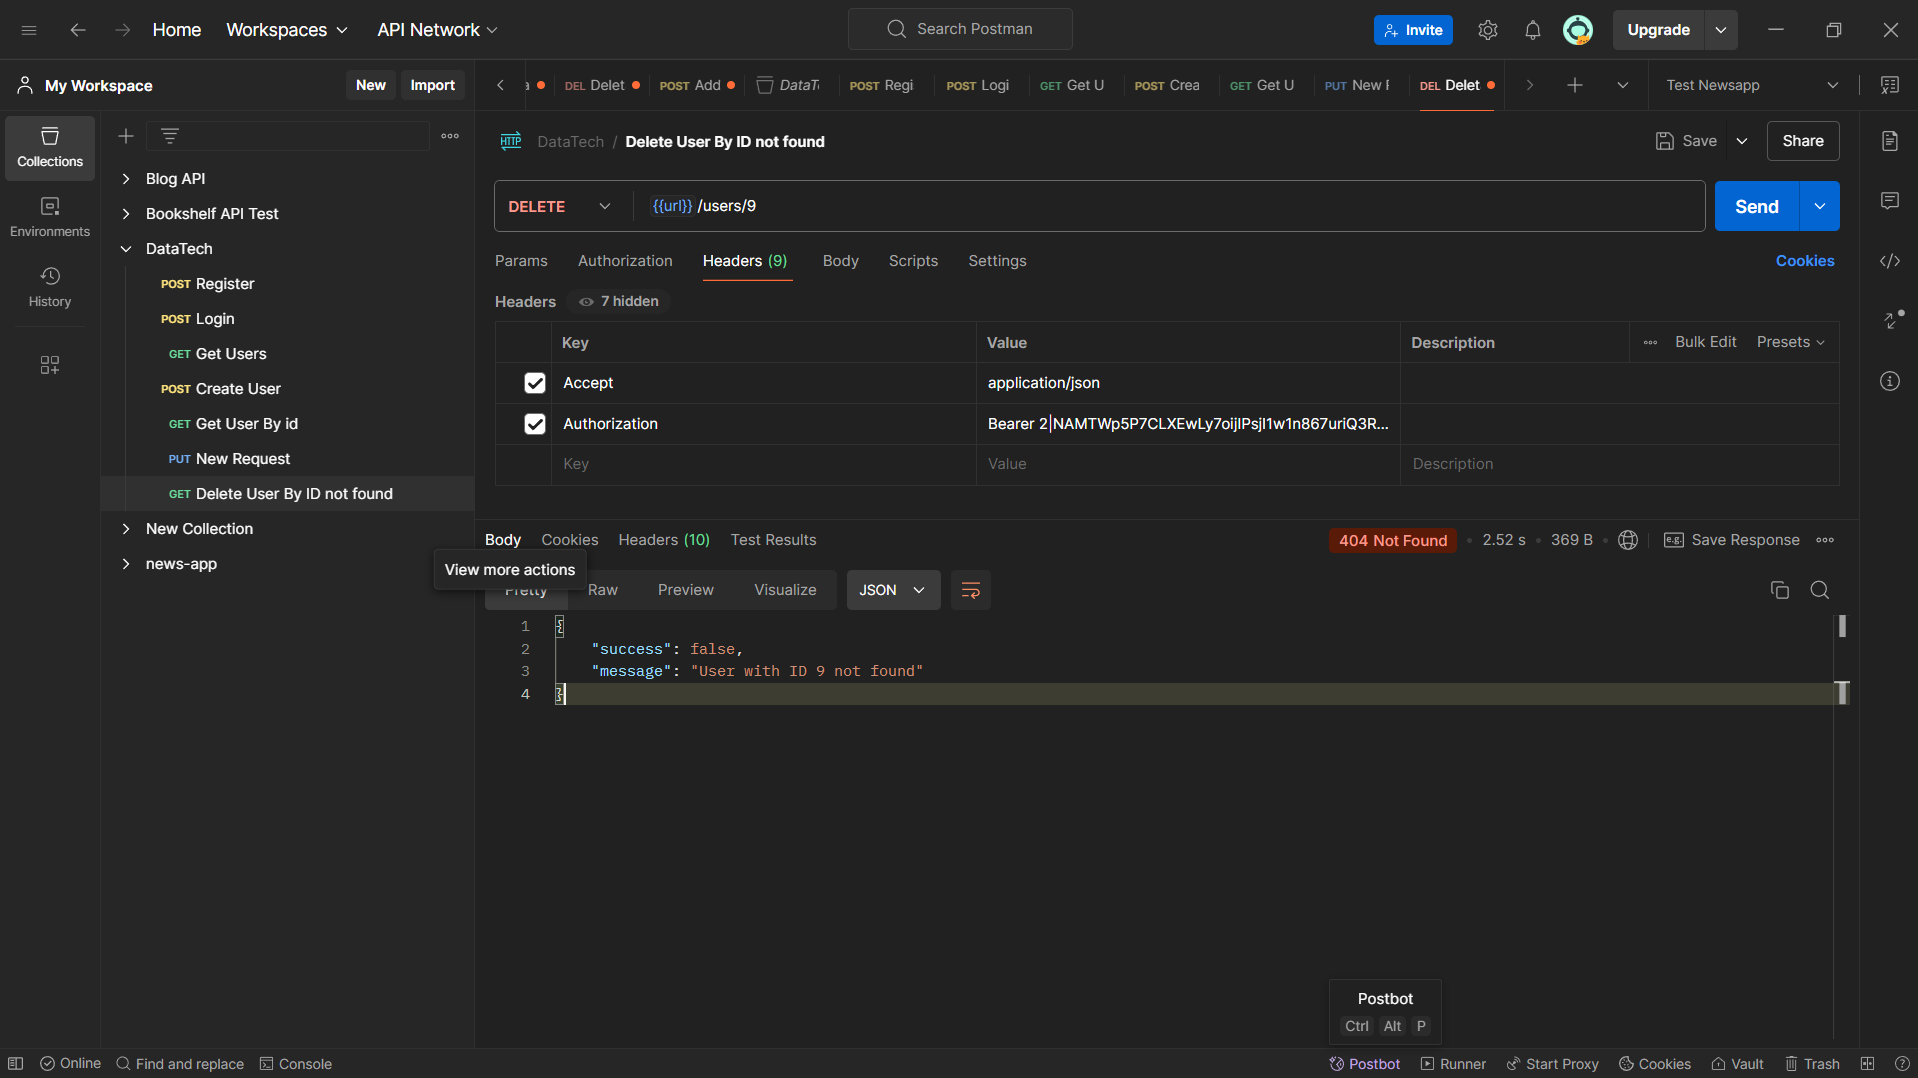 Home Workspaces API Network Search Postman Invite Upgrade
My Workspace New Import
DEL Delet POST Add DataT POST Regi POST Logi GET Get U POST Crea GET Get U PUT New DEL Delet Test Newsapp
Collections
Environments
History
Blog API
Bookshelf API Test
DataTech
POST Register
POST Login
GET Get Users
POST Create User
GET Get User By id
PUT New Request
GET Delete User By ID not found
New Collection
news-app
HTTP DataTech / Delete User By ID not found Save Share
DELETE {{url}} /users/9 Send
Params Authorization Headers (9) Body Scripts Settings Cookies
Headers 7 hidden
Key Value Description Bulk Edit Presets
Accept application/json
Authorization Bearer 2|NAMTWp5P7CLXEwLy7oijlPsjI1w1n867uriQ3R...
Key Value Description
Body Cookies Headers (10) Test Results 404 Not Found 2.52 s 369 B e.g. Save Response
View more actions
Pretty Raw Preview Visualize JSON
1 {
2 "success": false,
3 "message": "User with ID 9 not found"
4 }
Postbot
Ctrl Alt P
Online Find and replace Console Postbot Runner Start Proxy Cookies Vault Trash